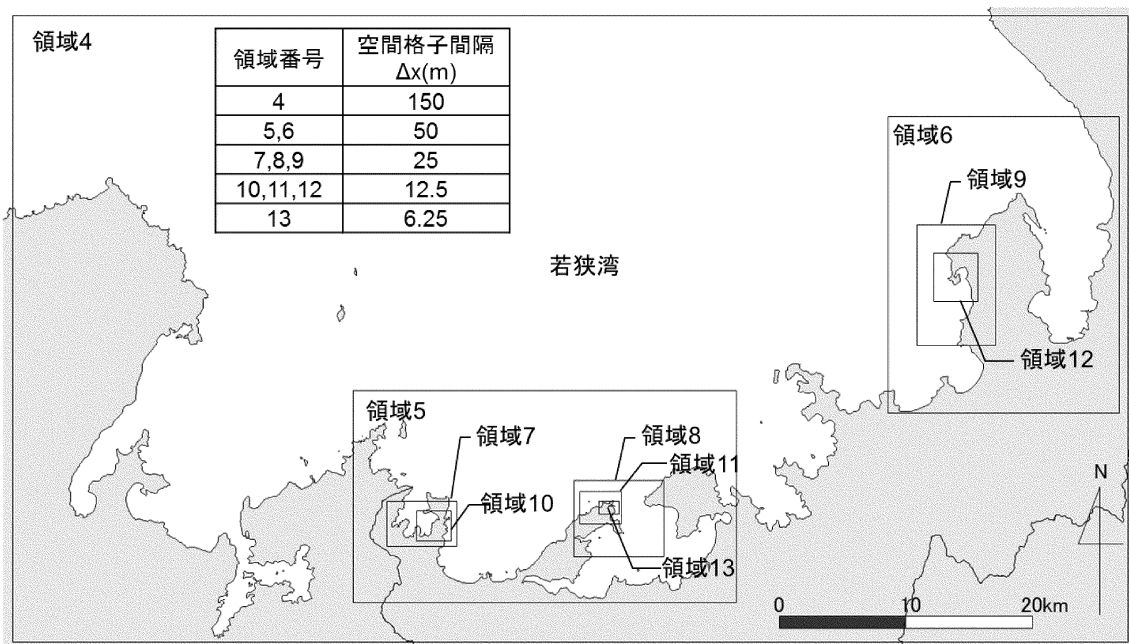 領域4
領域番号 空間格子間隔
Δx(m)
4 150
5,6 50
7,8,9 25
10,11,12 12.5
13 6.25
領域6
領域9
若狭湾
領域12
領域5
領域7
領域8
領域11
領域10
領域13
N
0 10 20km